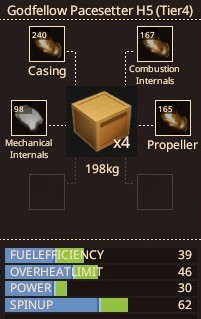 Godfellow Pacesetter H5 (Tier4)
240
167
Casing
Combustion
Internals
98
165
x4
Mechanical
Internals
Propeller
198kg
FUELEFFICIENCY 39
OVERHEATLIMIT 46
POWER 30
SPINUP 62